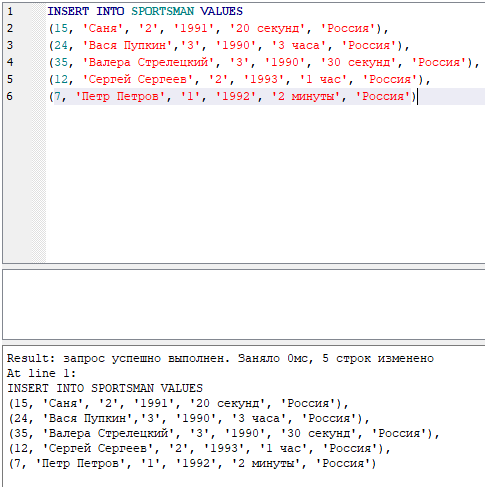 1 INSERT INTO SPORTSMAN VALUES
2 (15, 'Саня', '2', '1991', '20 секунд', 'Россия'),
3 (24, 'Вася Пупкин','3', '1990', '3 часа', 'Россия'),
4 (35, 'Валера Стрелецкий', '3', '1990', '30 секунд', 'Россия'),
5 (12, 'Сергей Сергеев', '2', '1993', '1 час', 'Россия'),
6 (7, 'Петр Петров', '1', '1992', '2 минуты', 'Россия')
Result: запрос успешно выполнен. Заняло 0мс, 5 строк изменено
At line 1:
INSERT INTO SPORTSMAN VALUES
(15, 'Саня', '2', '1991', '20 секунд', 'Россия'),
(24, 'Вася Пупкин','3', '1990', '3 часа', 'Россия'),
(35, 'Валера Стрелецкий', '3', '1990', '30 секунд', 'Россия'),
(12, 'Сергей Сергеев', '2', '1993', '1 час', 'Россия'),
(7, 'Петр Петров', '1', '1992', '2 минуты', 'Россия')